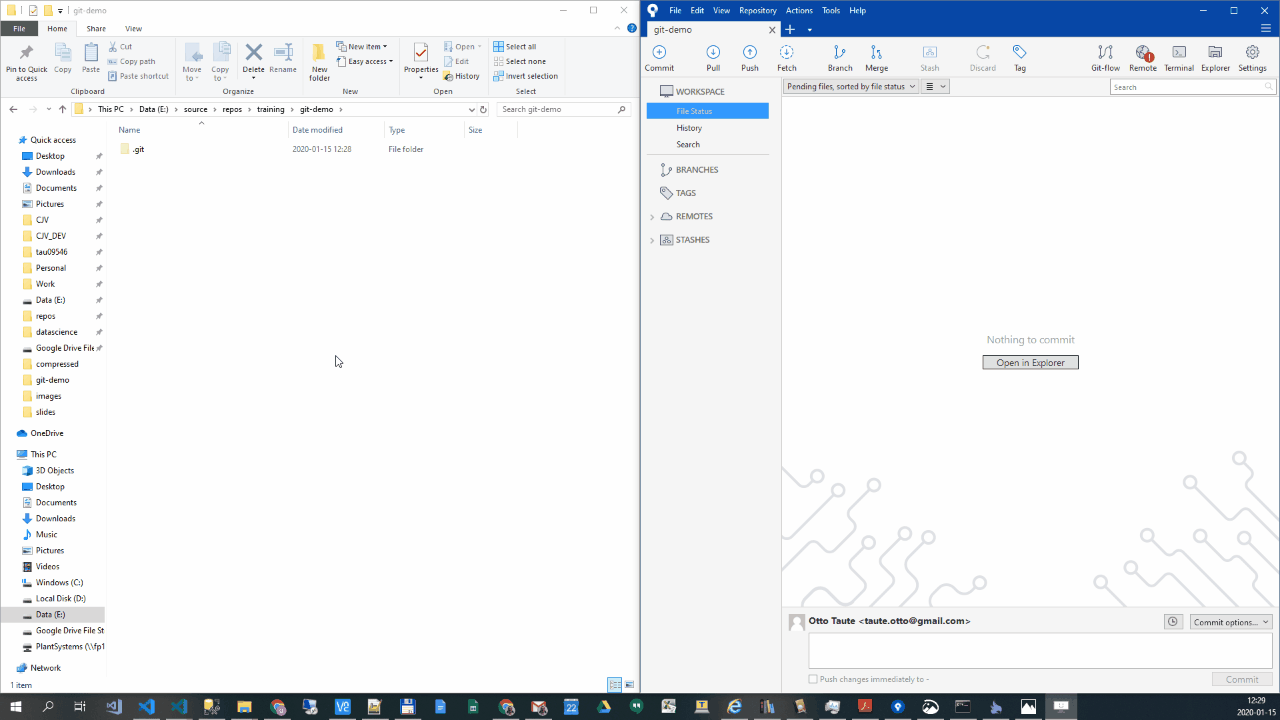 git-demo
File Home Share View
Pin to Quick access
Copy
Paste
Cut
Copy path
Paste shortcut
Clipboard
Move to
Copy to
Delete
Rename
Organize
New folder
New item
Easy access
New
Properties
Open
Edit
History
Open
Select all
Select none
Invert selection
Select
This PC > Data (E:) > source > repos > training > git-demo >
Search git-demo
Name Date modified Type Size
.git 2020-01-15 12:28 File folder
Quick access
Desktop
Downloads
Documents
Pictures
CJV
CJV_DEV
tau09546
Personal
Work
Data (E:)
repos
datascience
Google Drive File
compressed
git-demo
images
slides
OneDrive
This PC
3D Objects
Desktop
Documents
Downloads
Music
Pictures
Videos
Windows (C:)
Local Disk (D:)
Data (E:)
Google Drive File St
PlantSystems (\\fp1
Network
1 item
File Edit View Repository Actions Tools Help
git-demo
Commit Pull Push Fetch Branch Merge Stash Discard Tag Git-flow Remote Terminal Explorer Settings
WORKSPACE
File Status
History
Search
BRANCHES
TAGS
REMOTES
STASHES
Pending files, sorted by file status
Search
Nothing to commit
Open in Explorer
Otto Taute <taute.otto@gmail.com>
Commit options...
Push changes immediately to -
Commit
12:29
2020-01-15